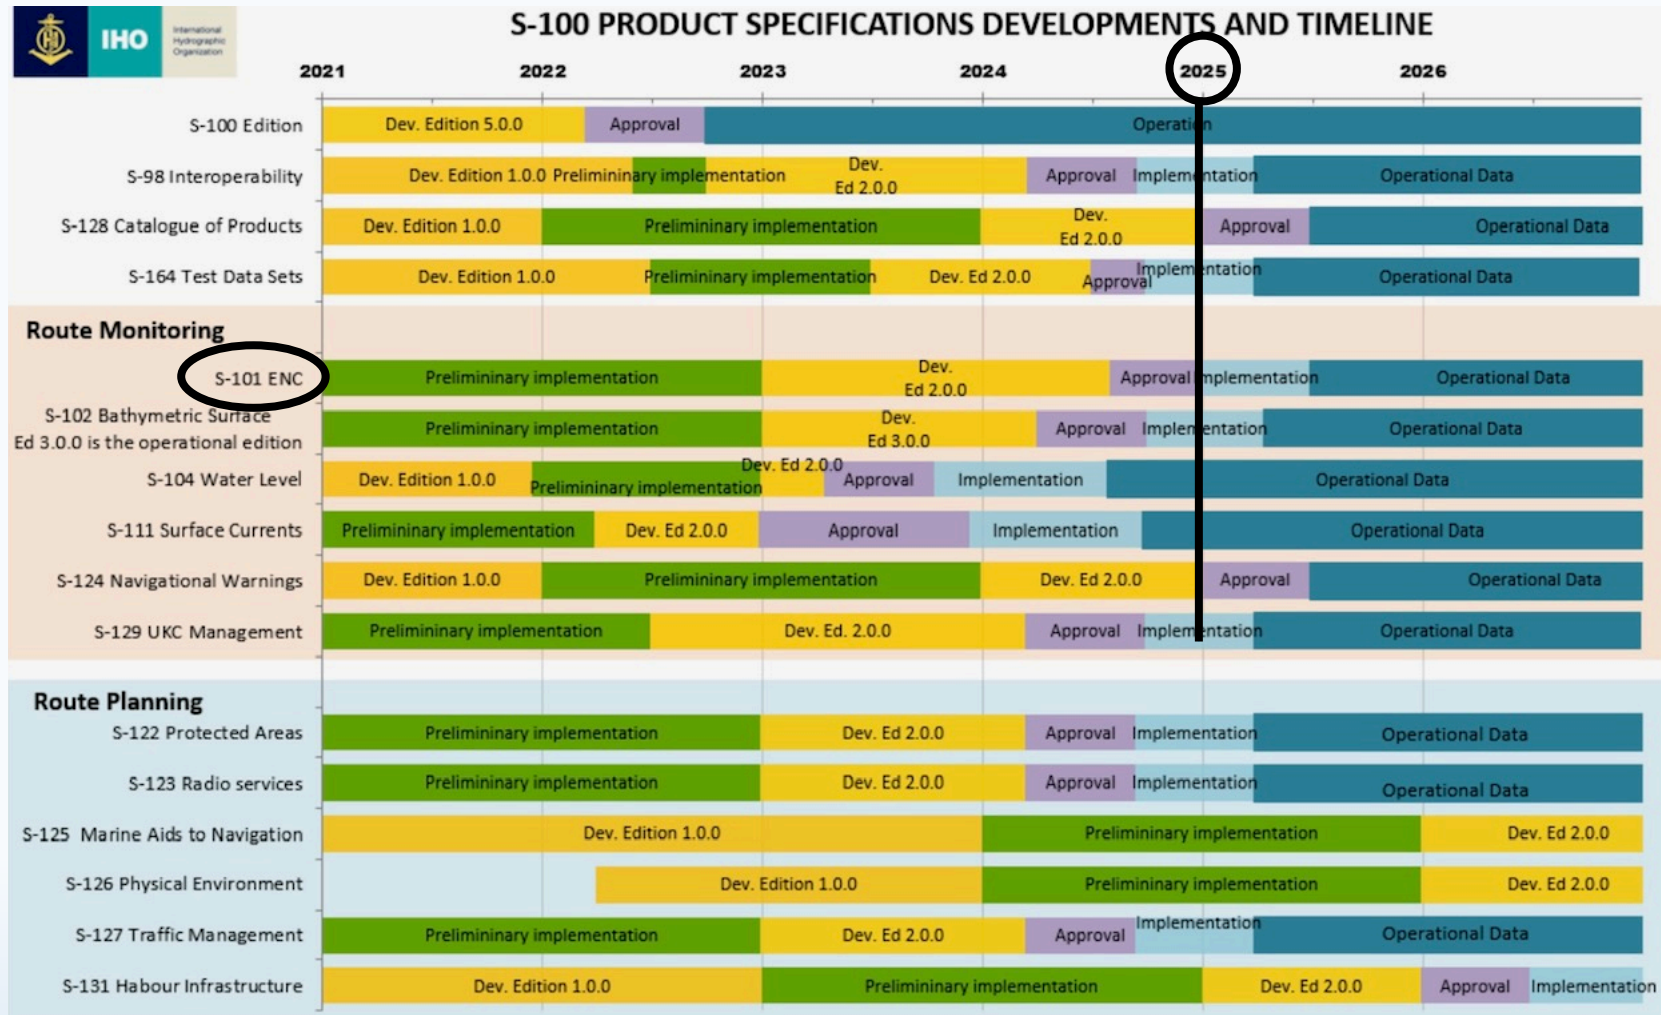 IHO
International
Hydrographic
Organization
S-100 PRODUCT SPECIFICATIONS DEVELOPMENTS AND TIMELINE
2021 2022 2023 2024 2025 2026
S-100 Edition Dev. Edition 5.0.0 Approval Operation
S-98 Interoperability Dev. Edition 1.0.0 Prelimininary implementation Dev. Ed 2.0.0 Approval Implementation Operational Data
S-128 Catalogue of Products Dev. Edition 1.0.0 Prelimininary implementation Dev. Ed 2.0.0 Approval Operational Data
S-164 Test Data Sets Dev. Edition 1.0.0 Prelimininary implementation Dev. Ed 2.0.0 Approval Implementation Operational Data
Route Monitoring
S-101 ENC Prelimininary implementation Dev. Ed 2.0.0 Approval Implementation Operational Data
S-102 Bathymetric Surface
Ed 3.0.0 is the operational edition Prelimininary implementation Dev. Ed 3.0.0 Approval Implementation Operational Data
S-104 Water Level Dev. Edition 1.0.0 Prelimininary implementation Dev. Ed 2.0.0 Approval Implementation Operational Data
S-111 Surface Currents Prelimininary implementation Dev. Ed 2.0.0 Approval Implementation Operational Data
S-124 Navigational Warnings Dev. Edition 1.0.0 Prelimininary implementation Dev. Ed 2.0.0 Approval Operational Data
S-129 UKC Management Prelimininary implementation Dev. Ed. 2.0.0 Approval Implementation Operational Data
Route Planning
S-122 Protected Areas Prelimininary implementation Dev. Ed 2.0.0 Approval Implementation Operational Data
S-123 Radio services Prelimininary implementation Dev. Ed 2.0.0 Approval Implementation Operational Data
S-125 Marine Aids to Navigation Dev. Edition 1.0.0 Prelimininary implementation Dev. Ed 2.0.0
S-126 Physical Environment Dev. Edition 1.0.0 Prelimininary implementation Dev. Ed 2.0.0
S-127 Traffic Management Prelimininary implementation Dev. Ed 2.0.0 Approval Implementation Operational Data
S-131 Habour Infrastructure Dev. Edition 1.0.0 Prelimininary implementation Dev. Ed 2.0.0 Approval Implementation